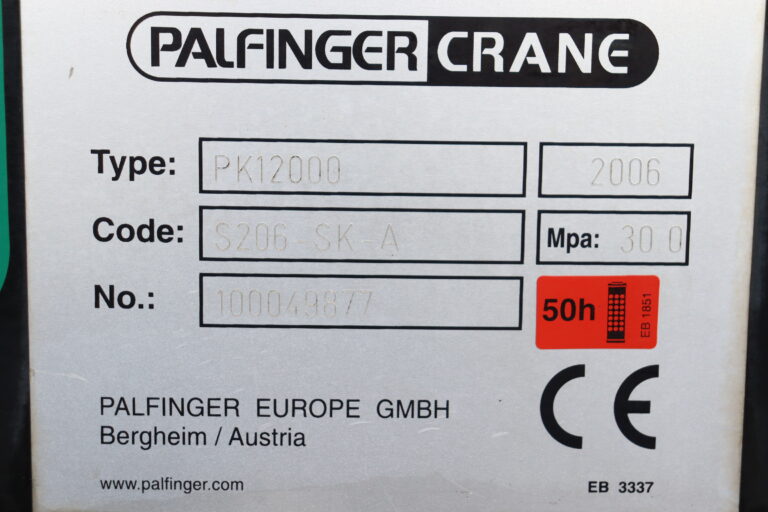 PALFINGER CRANE
Type: PK12000 2006
Code: S206-SK-A Mpa: 30.0
No.: 100049877
50h EB 1851
PALFINGER EUROPE GMBH
Bergheim / Austria
CE
www.palfinger.com
EB 3337